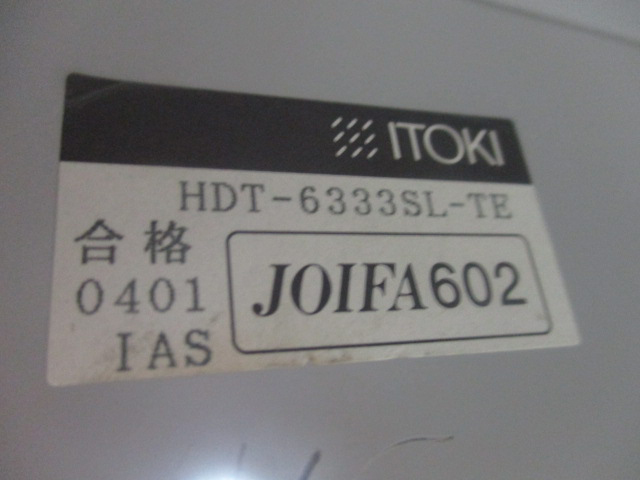 ITOKI
HDT-6333SL-TE
合格
0401
IAS
JOIFA602